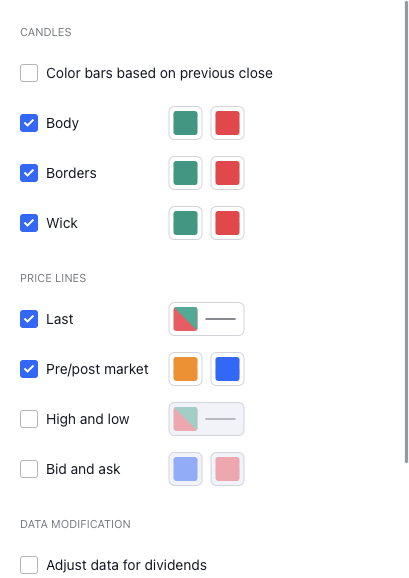 CANDLES
Color bars based on previous close
Body
Borders
Wick
PRICE LINES
Last
Pre/post market
High and low
Bid and ask
DATA MODIFICATION
Adjust data for dividends